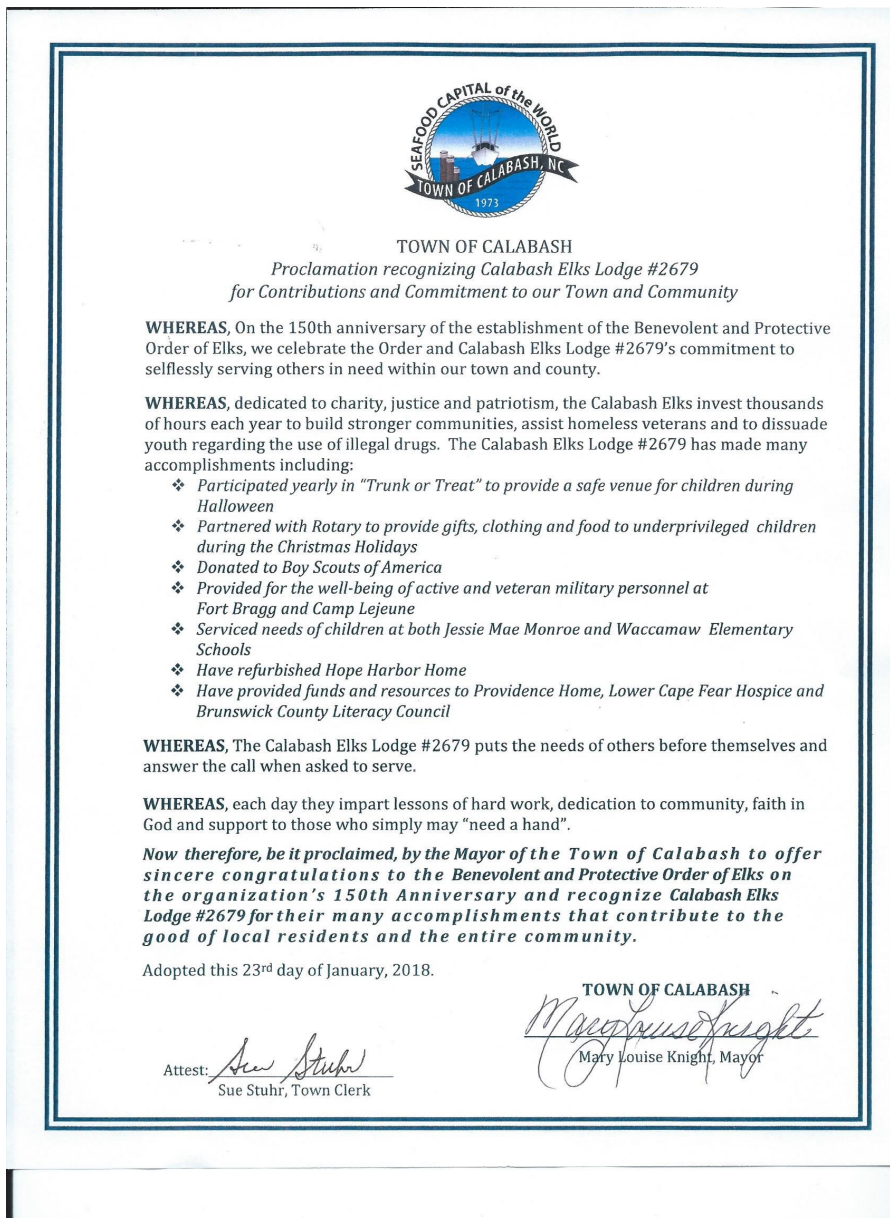 SEAFOOD CAPITAL of the WORLD
TOWN OF CALABASH, NC
1973
TOWN OF CALABASH
Proclamation recognizing Calabash Elks Lodge #2679
for Contributions and Commitment to our Town and Community
WHEREAS, On the 150th anniversary of the establishment of the Benevolent and Protective
Order of Elks, we celebrate the Order and Calabash Elks Lodge #2679's commitment to
selflessly serving others in need within our town and county.
WHEREAS, dedicated to charity, justice and patriotism, the Calabash Elks invest thousands
of hours each year to build stronger communities, assist homeless veterans and to dissuade
youth regarding the use of illegal drugs. The Calabash Elks Lodge #2679 has made many
accomplishments including:
❖ Participated yearly in "Trunk or Treat" to provide a safe venue for children during
Halloween
❖ Partnered with Rotary to provide gifts, clothing and food to underprivileged children
during the Christmas Holidays
❖ Donated to Boy Scouts of America
❖ Provided for the well-being of active and veteran military personnel at
Fort Bragg and Camp Lejeune
❖ Serviced needs of children at both Jessie Mae Monroe and Waccamaw Elementary
Schools
❖ Have refurbished Hope Harbor Home
❖ Have provided funds and resources to Providence Home, Lower Cape Fear Hospice and
Brunswick County Literacy Council
WHEREAS, The Calabash Elks Lodge #2679 puts the needs of others before themselves and
answer the call when asked to serve.
WHEREAS, each day they impart lessons of hard work, dedication to community, faith in
God and support to those who simply may "need a hand".
Now therefore, be it proclaimed, by the Mayor of the Town of Calabash to offer
sincere congratulations to the Benevolent and Protective Order of Elks on
the organization's 150th Anniversary and recognize Calabash Elks
Lodge #2679 for their many accomplishments that contribute to the
good of local residents and the entire community.
Adopted this 23rd day of January, 2018.
TOWN OF CALABASH
Mary Louise Knight
Mary Louise Knight, Mayor
Attest: Sue Stuhr
Sue Stuhr, Town Clerk